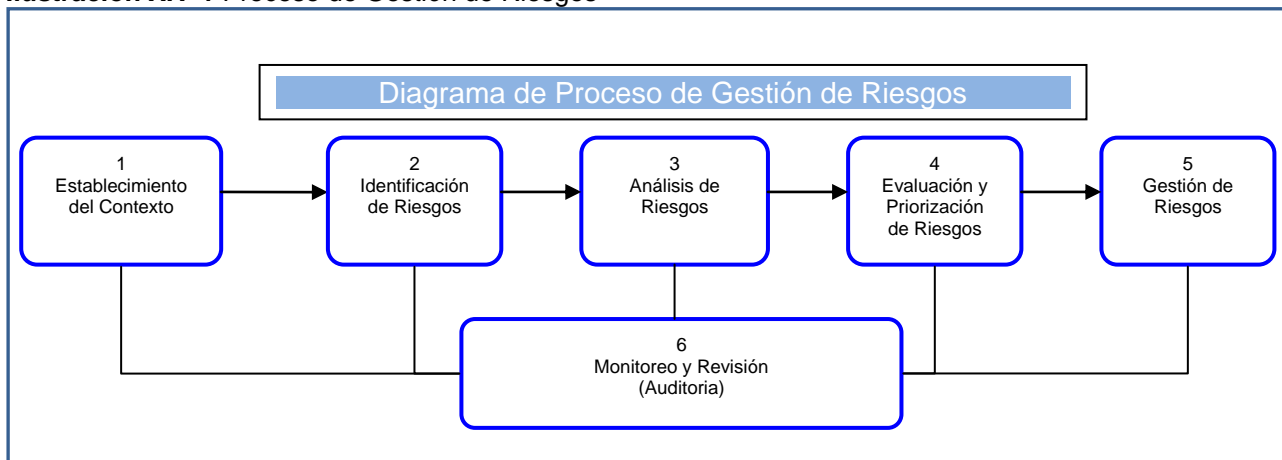 Proceso de Gestión de Riesgos
Diagrama de Proceso de Gestión de Riesgos
1
Establecimiento
del Contexto
2
Identificación
de Riesgos
3
Análisis de
Riesgos
4
Evaluación y
Priorización
de Riesgos
5
Gestión de
Riesgos
6
Monitoreo y Revisión
(Auditoria)